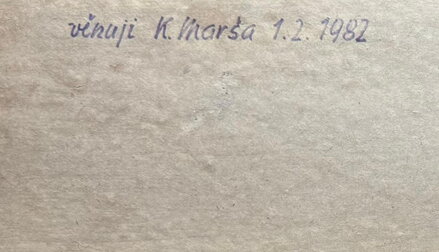 věnuji K. Marša 1. 2. 1982